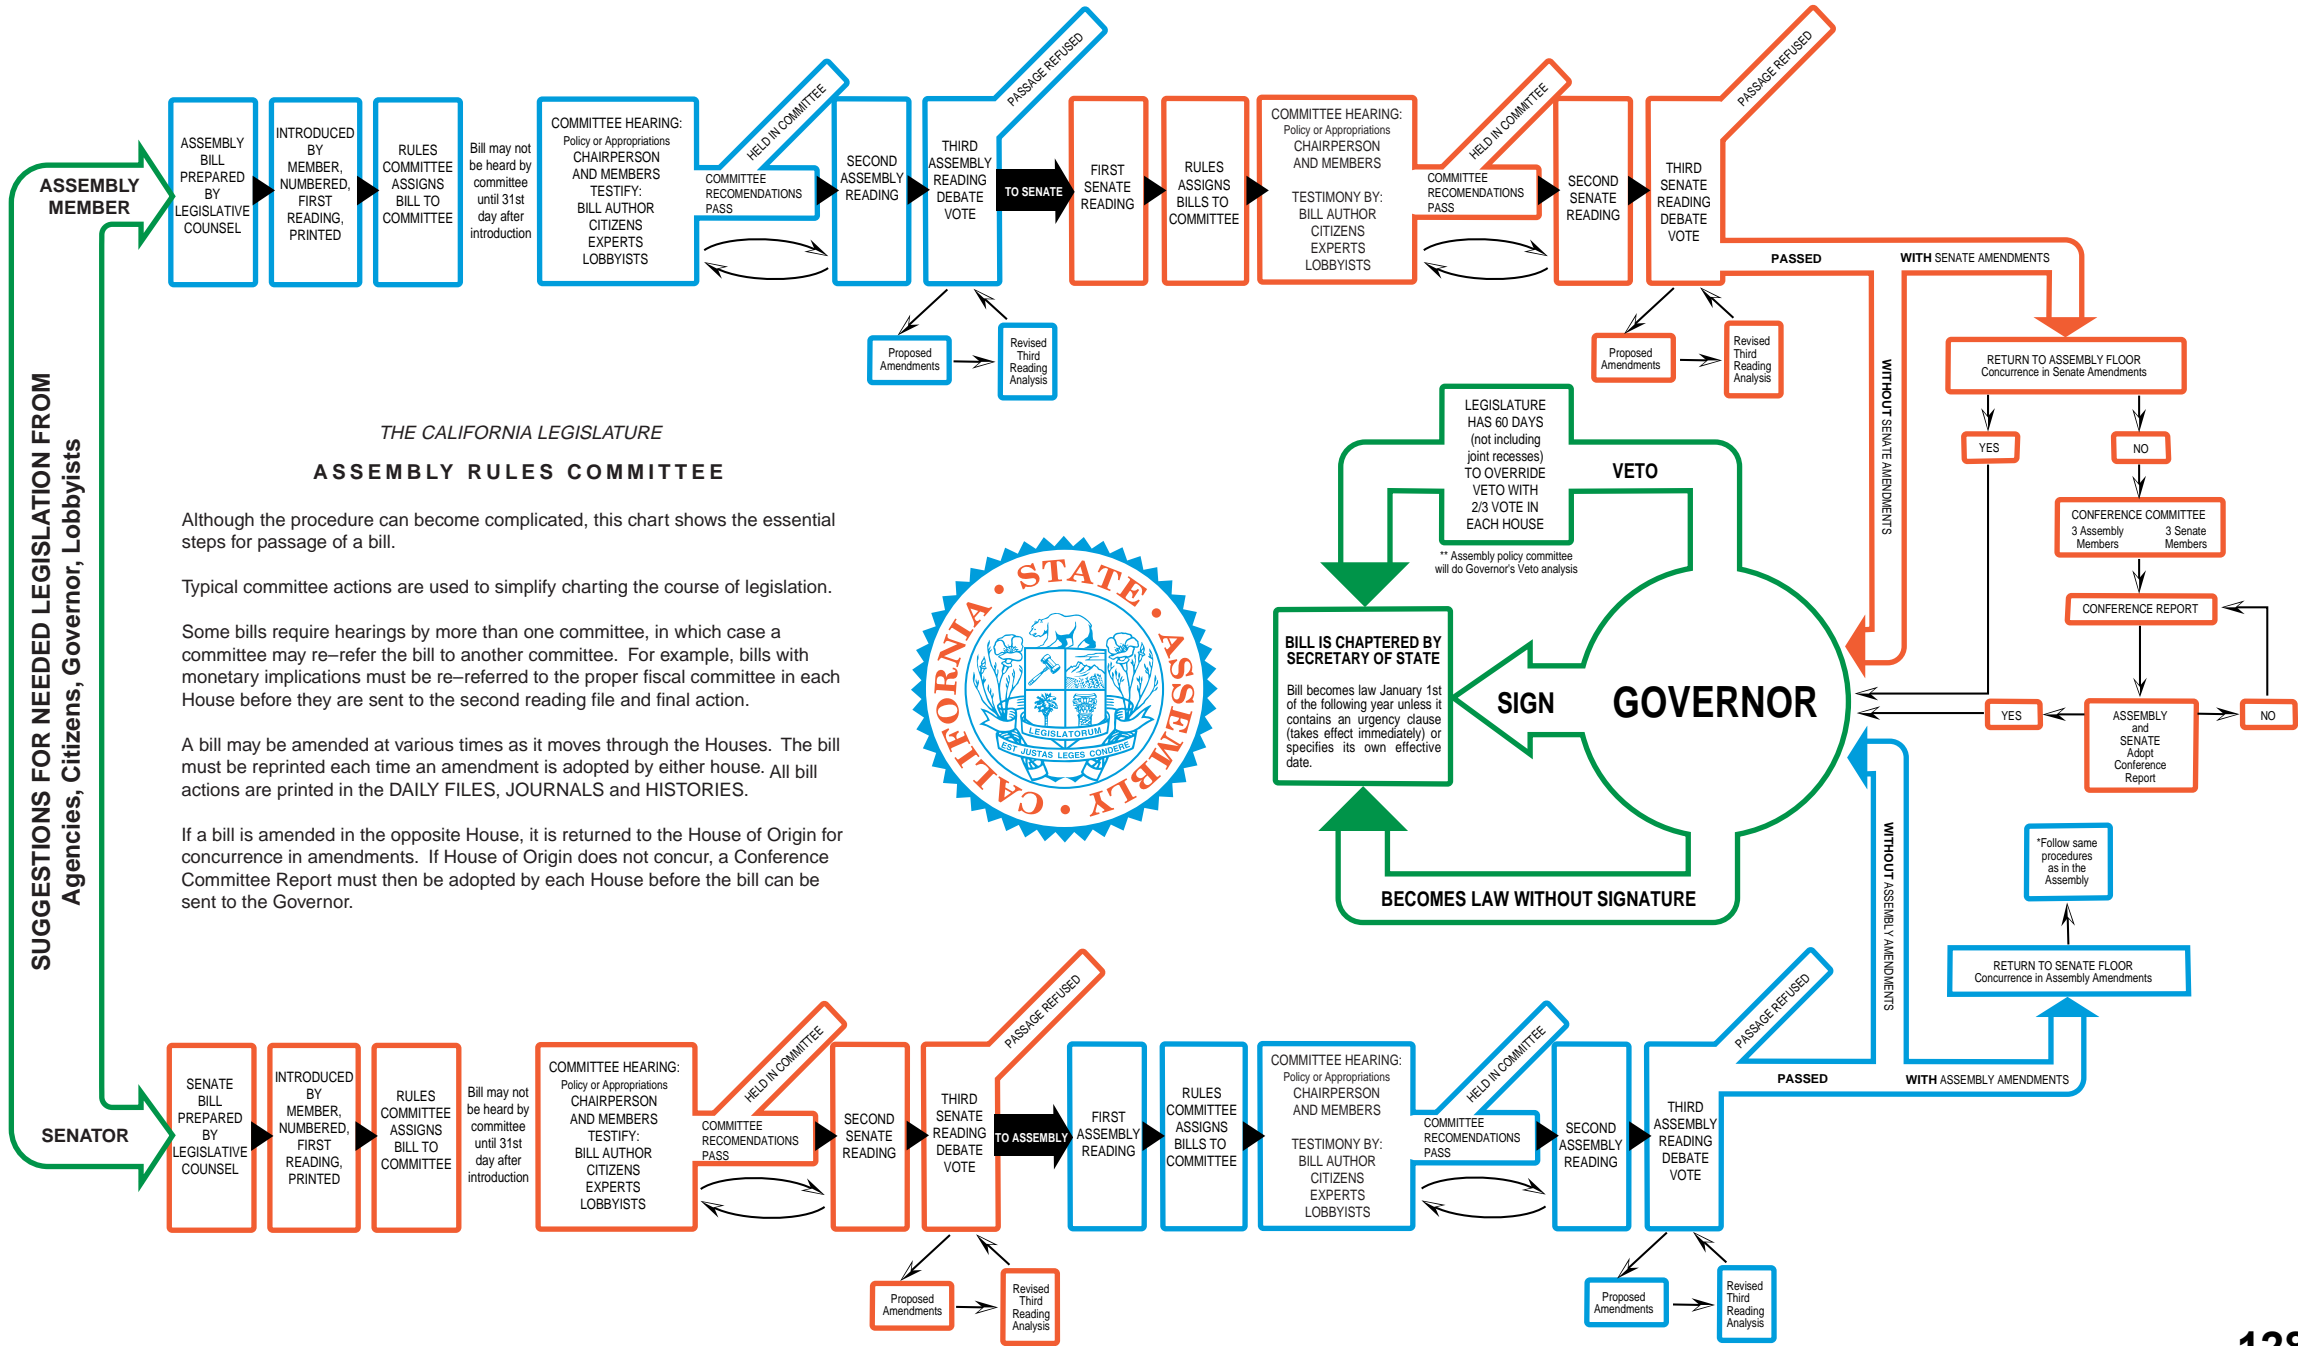 SUGGESTIONS FOR NEEDED LEGISLATION FROM
Agencies, Citizens, Governor, Lobbyists
ASSEMBLY
MEMBER
ASSEMBLY
BILL
PREPARED
BY
LEGISLATIVE
COUNSEL
INTRODUCED
BY
MEMBER,
NUMBERED,
FIRST
READING,
PRINTED
RULES
COMMITTEE
ASSIGNS
BILL TO
COMMITTEE
Bill may not
be heard by
committee
until 31st
day after
introduction
COMMITTEE HEARING:
Policy or Appropriations
CHAIRPERSON
AND MEMBERS
TESTIFY:
BILL AUTHOR
CITIZENS
EXPERTS
LOBBYISTS
HELD IN COMMITTEE
COMMITTEE
RECOMENDATIONS
PASS
SECOND
ASSEMBLY
READING
THIRD
ASSEMBLY
READING
DEBATE
VOTE
PASSAGE REFUSED
Proposed
Amendments
Revised
Third
Reading
Analysis
TO SENATE
FIRST
SENATE
READING
RULES
ASSIGNS
BILLS TO
COMMITTEE
COMMITTEE HEARING:
Policy or Appropriations
CHAIRPERSON
AND MEMBERS
TESTIMONY BY:
BILL AUTHOR
CITIZENS
EXPERTS
LOBBYISTS
HELD IN COMMITTEE
COMMITTEE
RECOMENDATIONS
PASS
SECOND
SENATE
READING
THIRD
SENATE
READING
DEBATE
VOTE
PASSAGE REFUSED
Proposed
Amendments
Revised
Third
Reading
Analysis
PASSED
WITH SENATE AMENDMENTS
WITHOUT SENATE AMENDMENTS
RETURN TO ASSEMBLY FLOOR
Concurrence in Senate Amendments
YES
NO
CONFERENCE COMMITTEE
3 Assembly
Members
3 Senate
Members
CONFERENCE REPORT
YES
ASSEMBLY
and
SENATE
Adopt
Conference
Report
NO
THE CALIFORNIA LEGISLATURE
ASSEMBLY RULES COMMITTEE
Although the procedure can become complicated, this chart shows the essential
steps for passage of a bill.
Typical committee actions are used to simplify charting the course of legislation.
Some bills require hearings by more than one committee, in which case a
committee may re–refer the bill to another committee. For example, bills with
monetary implications must be re–referred to the proper fiscal committee in each
House before they are sent to the second reading file and final action.
A bill may be amended at various times as it moves through the Houses. The bill
must be reprinted each time an amendment is adopted by either house. All bill
actions are printed in the DAILY FILES, JOURNALS and HISTORIES.
If a bill is amended in the opposite House, it is returned to the House of Origin for
concurrence in amendments. If House of Origin does not concur, a Conference
Committee Report must then be adopted by each House before the bill can be
sent to the Governor.
CALIFORNIA • STATE • ASSEMBLY •
LEGISLATORUM
EST JUSTAS LEGES CONDERE
LEGISLATURE
HAS 60 DAYS
(not including
joint recesses)
TO OVERRIDE
VETO WITH
2/3 VOTE IN
EACH HOUSE
VETO
** Assembly policy committee
will do Governor's Veto analysis
BILL IS CHAPTERED BY
SECRETARY OF STATE
Bill becomes law January 1st
of the following year unless it
contains an urgency clause
(takes effect immediately) or
specifies its own effective
date.
SIGN
GOVERNOR
BECOMES LAW WITHOUT SIGNATURE
WITHOUT ASSEMBLY AMENDMENTS
*Follow same
procedures
as in the
Assembly
RETURN TO SENATE FLOOR
Concurrence in Assembly Amendments
SENATOR
SENATE
BILL
PREPARED
BY
LEGISLATIVE
COUNSEL
INTRODUCED
BY
MEMBER,
NUMBERED,
FIRST
READING,
PRINTED
RULES
COMMITTEE
ASSIGNS
BILL TO
COMMITTEE
Bill may not
be heard by
committee
until 31st
day after
introduction
COMMITTEE HEARING:
Policy or Appropriations
CHAIRPERSON
AND MEMBERS
TESTIFY:
BILL AUTHOR
CITIZENS
EXPERTS
LOBBYISTS
HELD IN COMMITTEE
COMMITTEE
RECOMENDATIONS
PASS
SECOND
SENATE
READING
THIRD
SENATE
READING
DEBATE
VOTE
PASSAGE REFUSED
Proposed
Amendments
Revised
Third
Reading
Analysis
TO ASSEMBLY
FIRST
ASSEMBLY
READING
RULES
COMMITTEE
ASSIGNS
BILLS TO
COMMITTEE
COMMITTEE HEARING:
Policy or Appropriations
CHAIRPERSON
AND MEMBERS
TESTIMONY BY:
BILL AUTHOR
CITIZENS
EXPERTS
LOBBYISTS
HELD IN COMMITTEE
COMMITTEE
RECOMENDATIONS
PASS
SECOND
ASSEMBLY
READING
THIRD
ASSEMBLY
READING
DEBATE
VOTE
PASSAGE REFUSED
Proposed
Amendments
Revised
Third
Reading
Analysis
PASSED
WITH ASSEMBLY AMENDMENTS